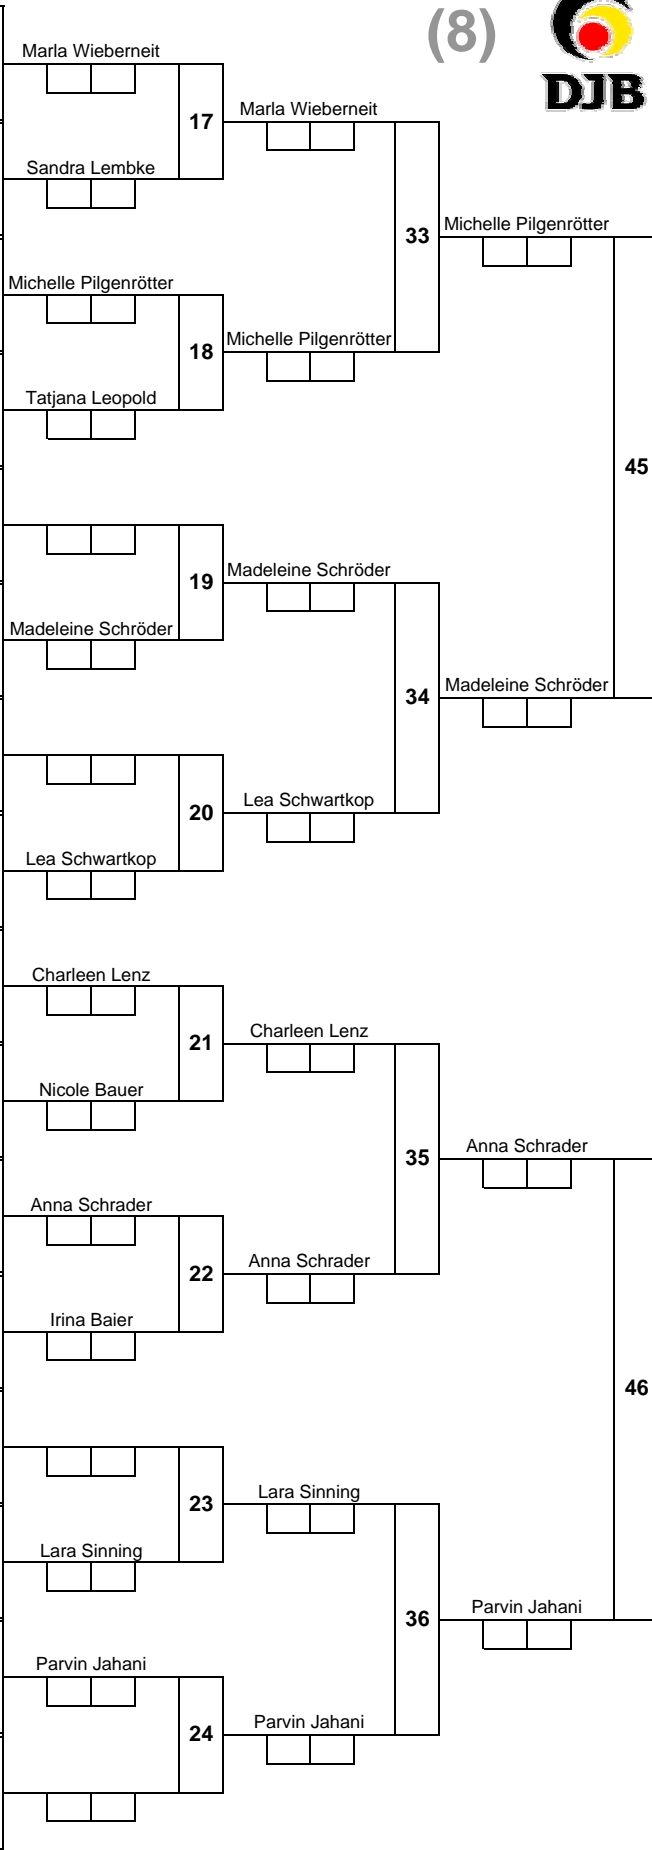 (8)
DJB
Marla Wieberneit
17
Marla Wieberneit
Sandra Lembke
33
Michelle Pilgenrötter
Michelle Pilgenrötter
18
Michelle Pilgenrötter
Tatjana Leopold
45
19
Madeleine Schröder
Madeleine Schröder
34
Madeleine Schröder
20
Lea Schwartkop
Lea Schwartkop
Charleen Lenz
21
Charleen Lenz
Nicole Bauer
35
Anna Schrader
Anna Schrader
22
Anna Schrader
Irina Baier
46
23
Lara Sinning
Lara Sinning
36
Parvin Jahani
Parvin Jahani
24
Parvin Jahani